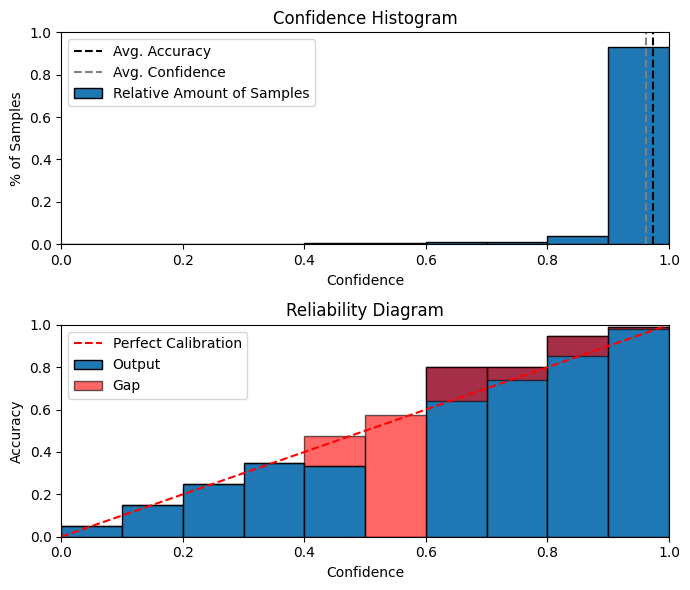 Confidence Histogram
Avg. Accuracy
Avg. Confidence
Relative Amount of Samples
% of Samples
1.0
0.8
0.6
0.4
0.2
0.0
0.0 0.2 0.4 0.6 0.8 1.0
Confidence
Reliability Diagram
Perfect Calibration
Output
Gap
Accuracy
1.0
0.8
0.6
0.4
0.2
0.0
0.0 0.2 0.4 0.6 0.8 1.0
Confidence